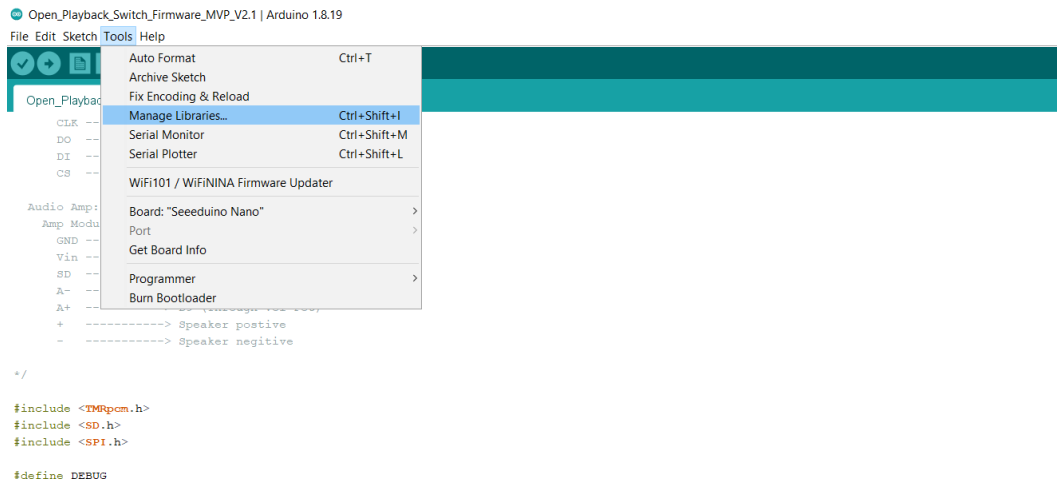 Open_Playback_Switch_Firmware_MVP_V2.1 | Arduino 1.8.19
File Edit Sketch Tools Help
Auto Format Ctrl+T
Archive Sketch
Fix Encoding & Reload
Open_Playbac
Manage Libraries... Ctrl+Shift+I
CLK --
Serial Monitor Ctrl+Shift+M
DO --
Serial Plotter Ctrl+Shift+L
DI --
CS --
WiFi101 / WiFiNINA Firmware Updater
Audio Amp:
Board: "Seeeduino Nano"
Amp Modu
Port
GND --
Get Board Info
Vin --
SD --
Programmer
A- --
Burn Bootloader
A+ --
+ -----------> Speaker postive
- -----------> Speaker negitive
*/
#include <TMRpcm.h>
#include <SD.h>
#include <SPI.h>
#define DEBUG